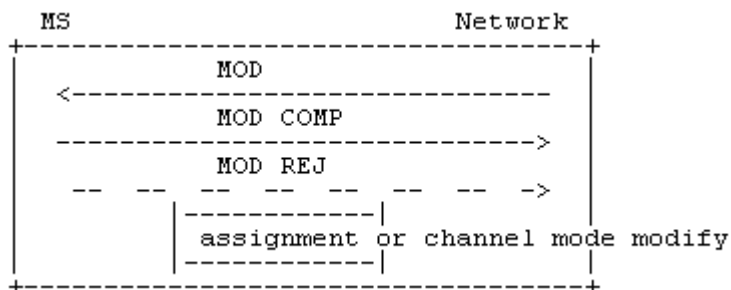 MS Network
MOD
MOD COMP
MOD REJ
assignment or channel mode modify